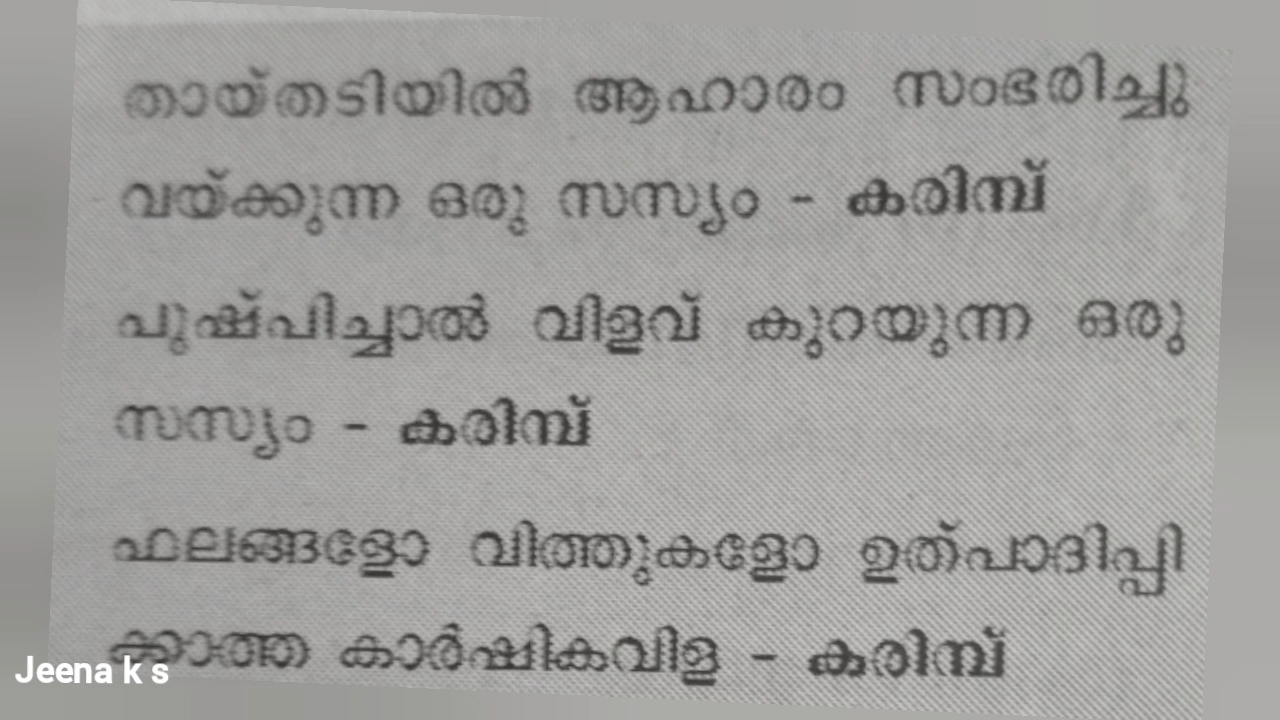 തായ്തടിയിൽ ആഹാരം സംഭരിച്ചു
വയ്ക്കുന്ന ഒരു സസ്യം - കരിമ്പ്
പുഷ്പിച്ചാൽ വിളവ് കുറയുന്ന ഒരു
സസ്യം - കരിമ്പ്
ഫലങ്ങളോ വിത്തുകളോ ഉത്പാദിപ്പി
ക്കാത്ത കാർഷികവിള - കരിമ്പ്
Jeena k s